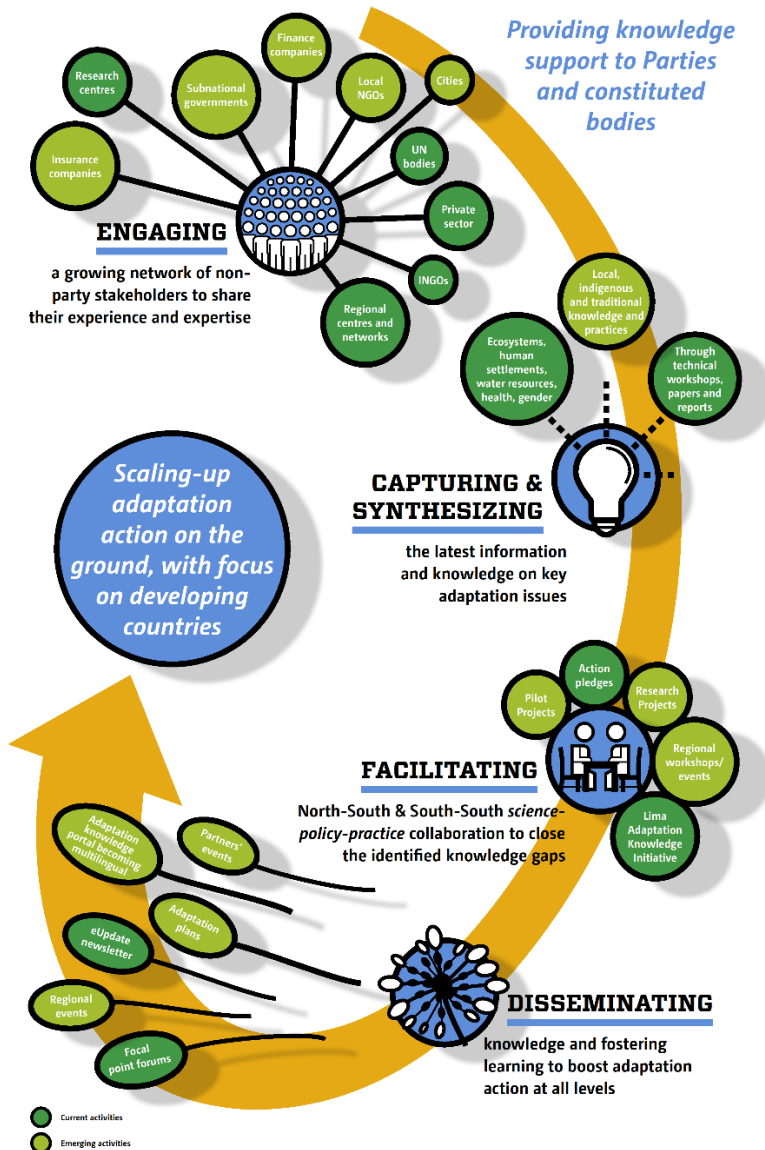 Providing knowledge
support to Parties
and constituted
bodies
Finance
companies
Research
centres
Subnational
governments
Local
NGOs
Cities
Insurance
companies
UN
bodies
Private
sector
INGOs
Regional
centres and
networks
ENGAGING
a growing network of non-
party stakeholders to share
their experience and expertise
Local,
indigenous
and traditional
knowledge and
practices
Ecosystems,
human
settlements,
water resources,
health, gender
Through
technical
workshops,
papers and
reports
CAPTURING &
SYNTHESIZING
the latest information
and knowledge on key
adaptation issues
Scaling-up
adaptation
action on the
ground, with focus
on developing
countries
Action
pledges
Pilot
Projects
Research
Projects
Regional
workshops/
events
Lima
Adaptation
Knowledge
Initiative
FACILITATING
North-South & South-South science-
policy-practice collaboration to close
the identified knowledge gaps
Adaptation
knowledge
portal becoming
multilingual
Partners'
events
Adaptation
plans
eUpdate
newsletter
Regional
events
Focal
point forums
DISSEMINATING
knowledge and fostering
learning to boost adaptation
action at all levels
Current activities
Emerging activities